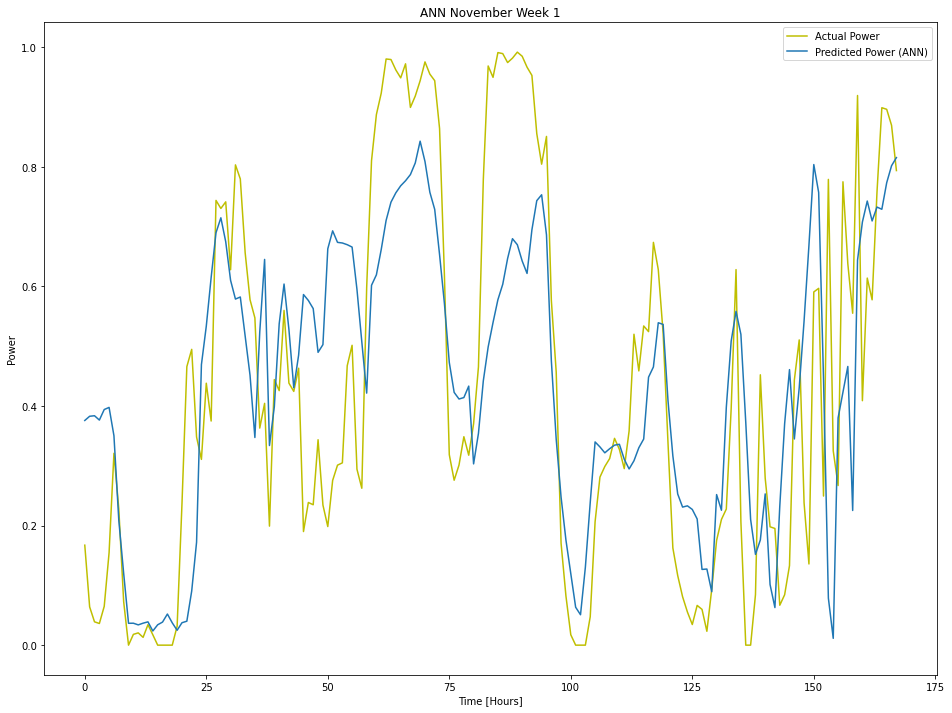 ANN November Week 1
Actual Power
Predicted Power (ANN)
1.0
0.8
0.6
0.4
0.2
0.0
Power
0
25
50
75
100
125
150
175
Time [Hours]